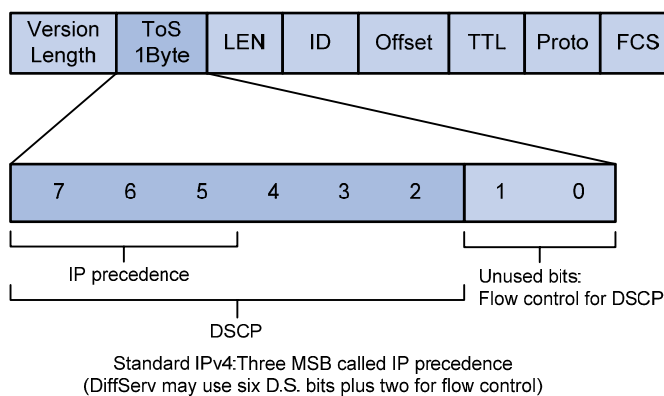 Version Length
ToS 1Byte
LEN
ID
Offset
TTL
Proto
FCS
7 6 5 4 3 2 1 0
IP precedence
Unused bits:
Flow control for DSCP
DSCP
Standard IPv4:Three MSB called IP precedence
(DiffServ may use six D.S. bits plus two for flow control)